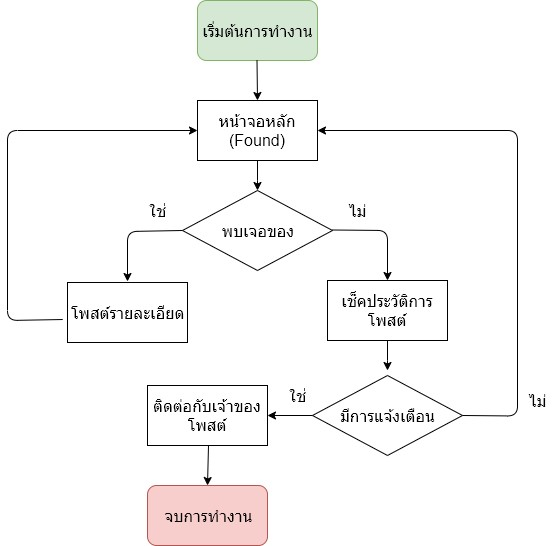 เริ่มต้นการทำงาน
หน้าจอหลัก
(Found)
ใช่
ไม่
พบเจอของ
โพสต์รายละเอียด
เช็คประวัติการ
โพสต์
ติดต่อกับเจ้าของ
โพสต์
ใช่
มีการแจ้งเตือน
ไม่
จบการทำงาน